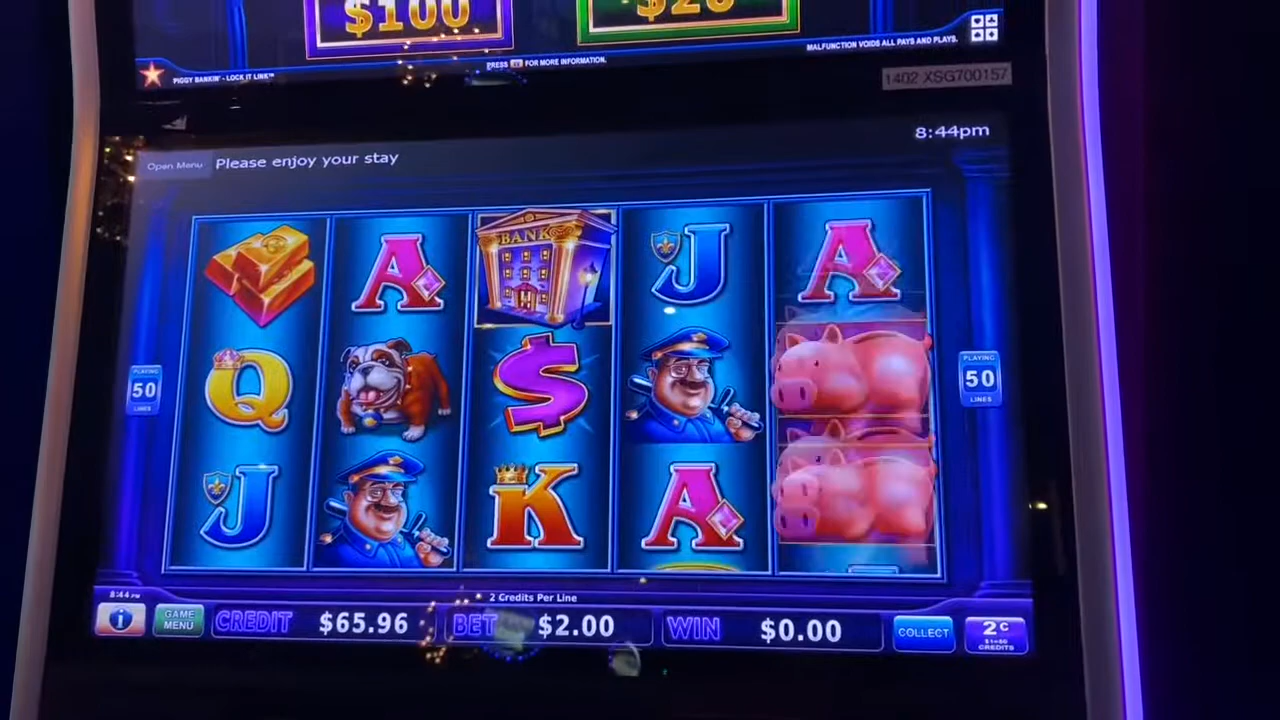 $100
$20
MALFUNCTION VOIDS ALL PAYS AND PLAYS.
PIGGY BANKIN' - LOCK IT LINK™
PRESS FOR MORE INFORMATION.
1402 XSG700157
8:44pm
Open Menu
Please enjoy your stay
A
BANK
J
A
PLAYING
50
LINES
Q
$
PLAYING
50
LINES
J
K
A
8:44 PM
2 Credits Per Line
GAME
MENU
CREDIT $65.96
BET $2.00
WIN $0.00
COLLECT
2¢
$1=50
CREDITS